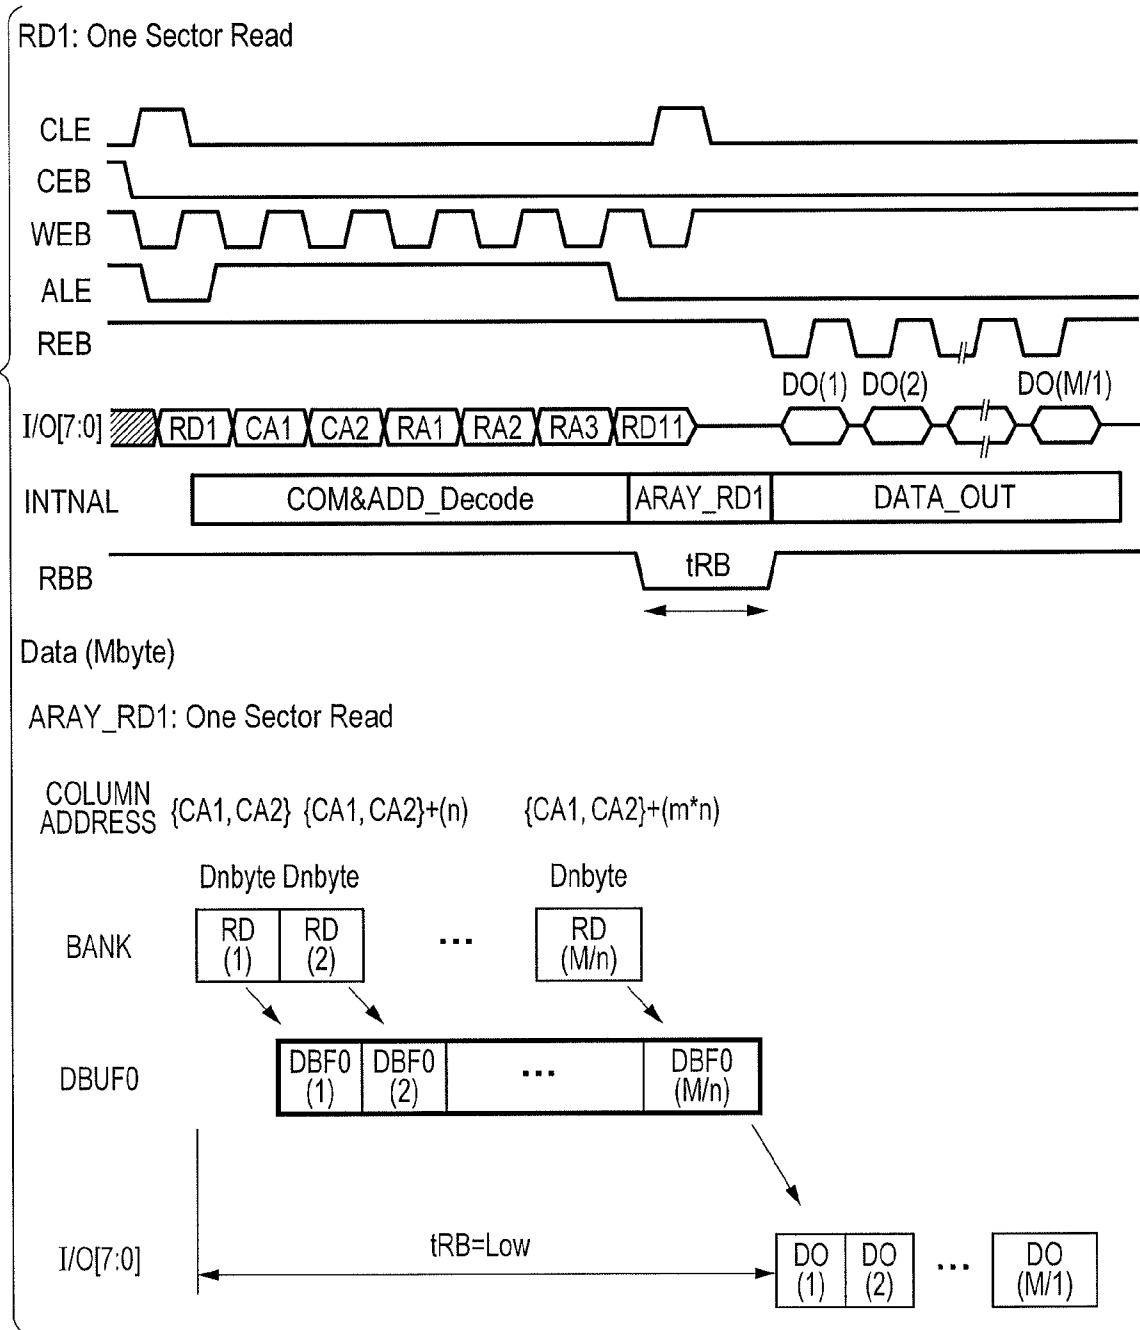 RD1: One Sector Read
CLE
CEB
WEB
ALE
REB
DO(1) DO(2) DO(M/1)
I/O[7:0] RD1 CA1 CA2 RA1 RA2 RA3 RD11
INTNAL COM&ADD_Decode ARAY_RD1 DATA_OUT
RBB tRB
Data (Mbyte)
ARAY_RD1: One Sector Read
COLUMN
ADDRESS {CA1, CA2} {CA1, CA2}+(n) {CA1, CA2}+(m*n)
Dnbyte Dnbyte Dnbyte
BANK RD (1) RD (2) ... RD (M/n)
DBUF0 DBF0 (1) DBF0 (2) ... DBF0 (M/n)
I/O[7:0] tRB=Low DO (1) DO (2) ... DO (M/1)